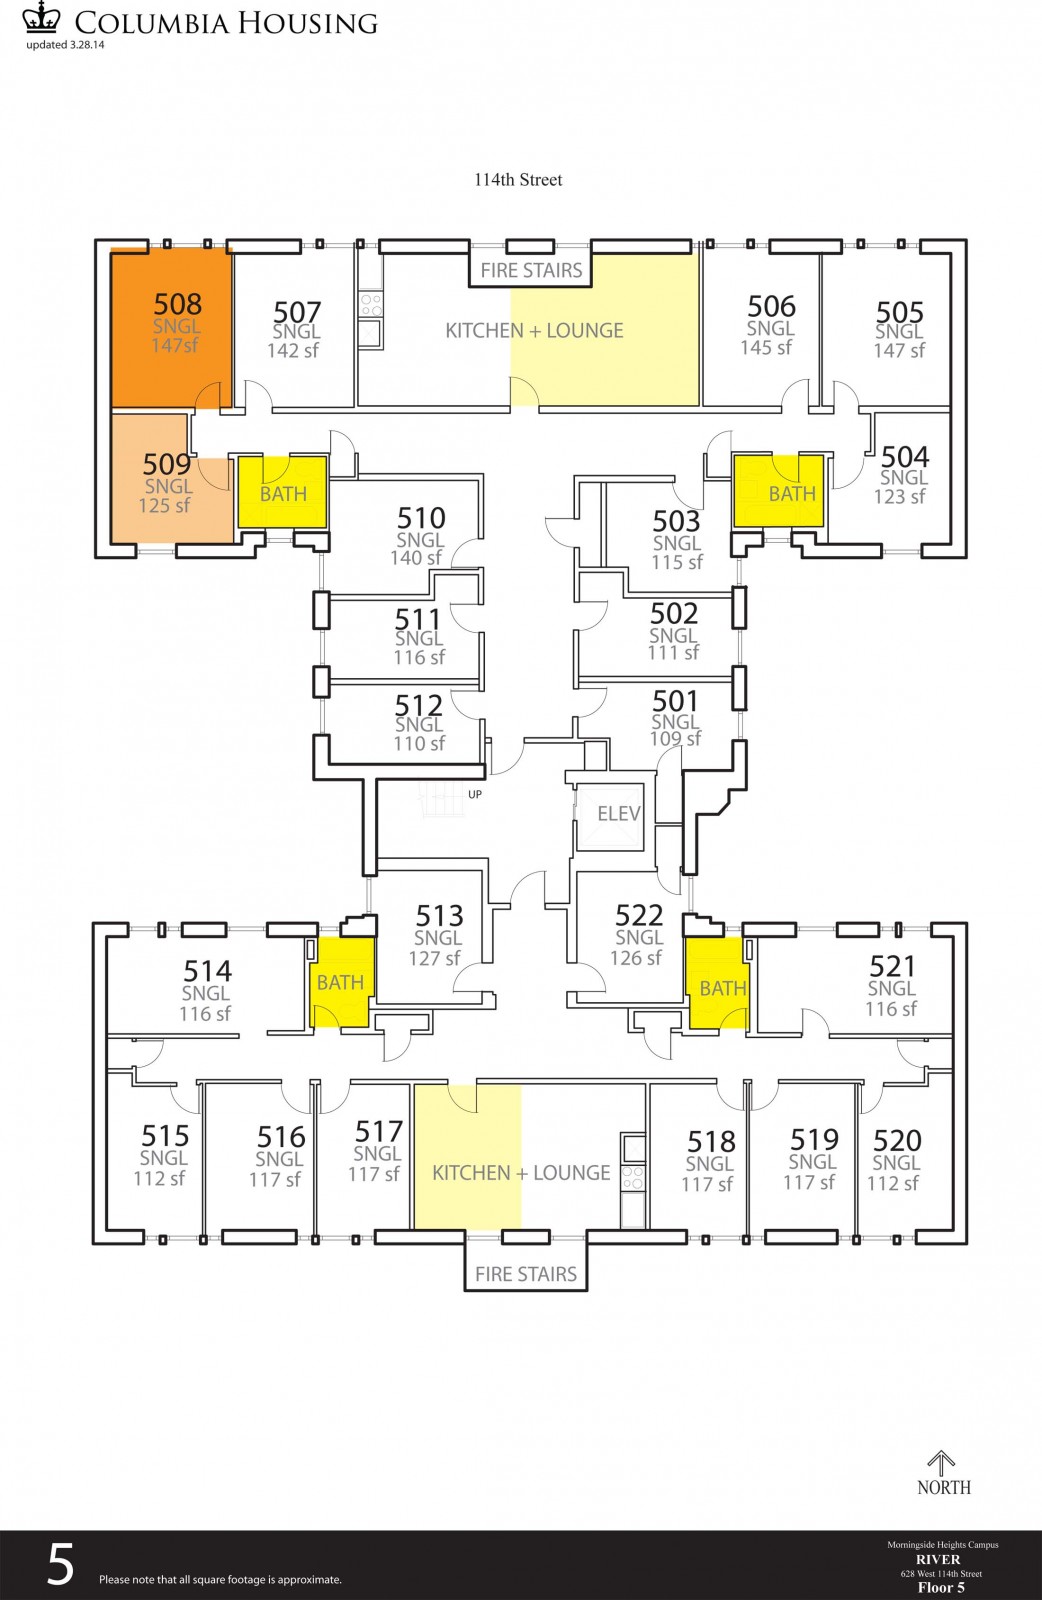 COLUMBIA HOUSING
updated 3.28.14
114th Street
FIRE STAIRS
508
SNGL
147sf
507
SNGL
142 sf
KITCHEN + LOUNGE
506
SNGL
145 sf
505
SNGL
147 sf
509
SNGL
125 sf
BATH
510
SNGL
140 sf
503
SNGL
115 sf
BATH
504
SNGL
123 sf
511
SNGL
116 sf
502
SNGL
111 sf
512
SNGL
110 sf
501
SNGL
109 sf
UP
ELEV
513
SNGL
127 sf
522
SNGL
126 sf
514
SNGL
116 sf
BATH
BATH
521
SNGL
116 sf
515
SNGL
112 sf
516
SNGL
117 sf
517
SNGL
117 sf
KITCHEN + LOUNGE
518
SNGL
117 sf
519
SNGL
117 sf
520
SNGL
112 sf
FIRE STAIRS
NORTH
5
Please note that all square footage is approximate.
Morningside Heights Campus
RIVER
628 West 114th Street
Floor 5